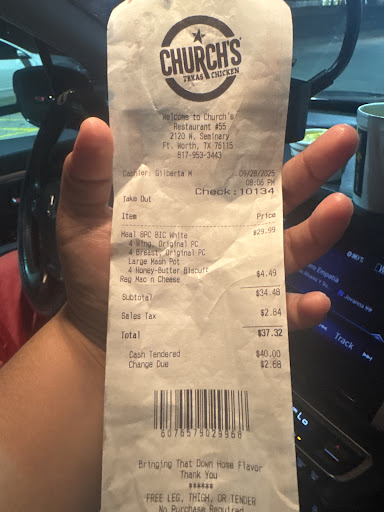 CHURCH'S
TEXAS CHICKEN
Welcome to Church's
Restaurant #55
2120 W. Seminary
Ft. Worth, TX 76115
817-953-3443
Cashier: Gilberta M 09/28/2025
08:06 PM
Check:10134
Take Out
Item Price
Meal 8PC BIC White $29.99
4 Wing, Original PC
4 Breast, Original PC
Large Mash Pot
4 Honey-Butter Biscuit
Reg Mac n Cheese $4.49
Subtotal $34.48
Sales Tax $2.84
Total $37.32
Cash Tendered $40.00
Change Due $2.68
6076579029968
Bringing That Down Home Flavor
Thank You
******
FREE LEG, THIGH, OR TENDER
No Purchase Required
Empatia
Track
Lo